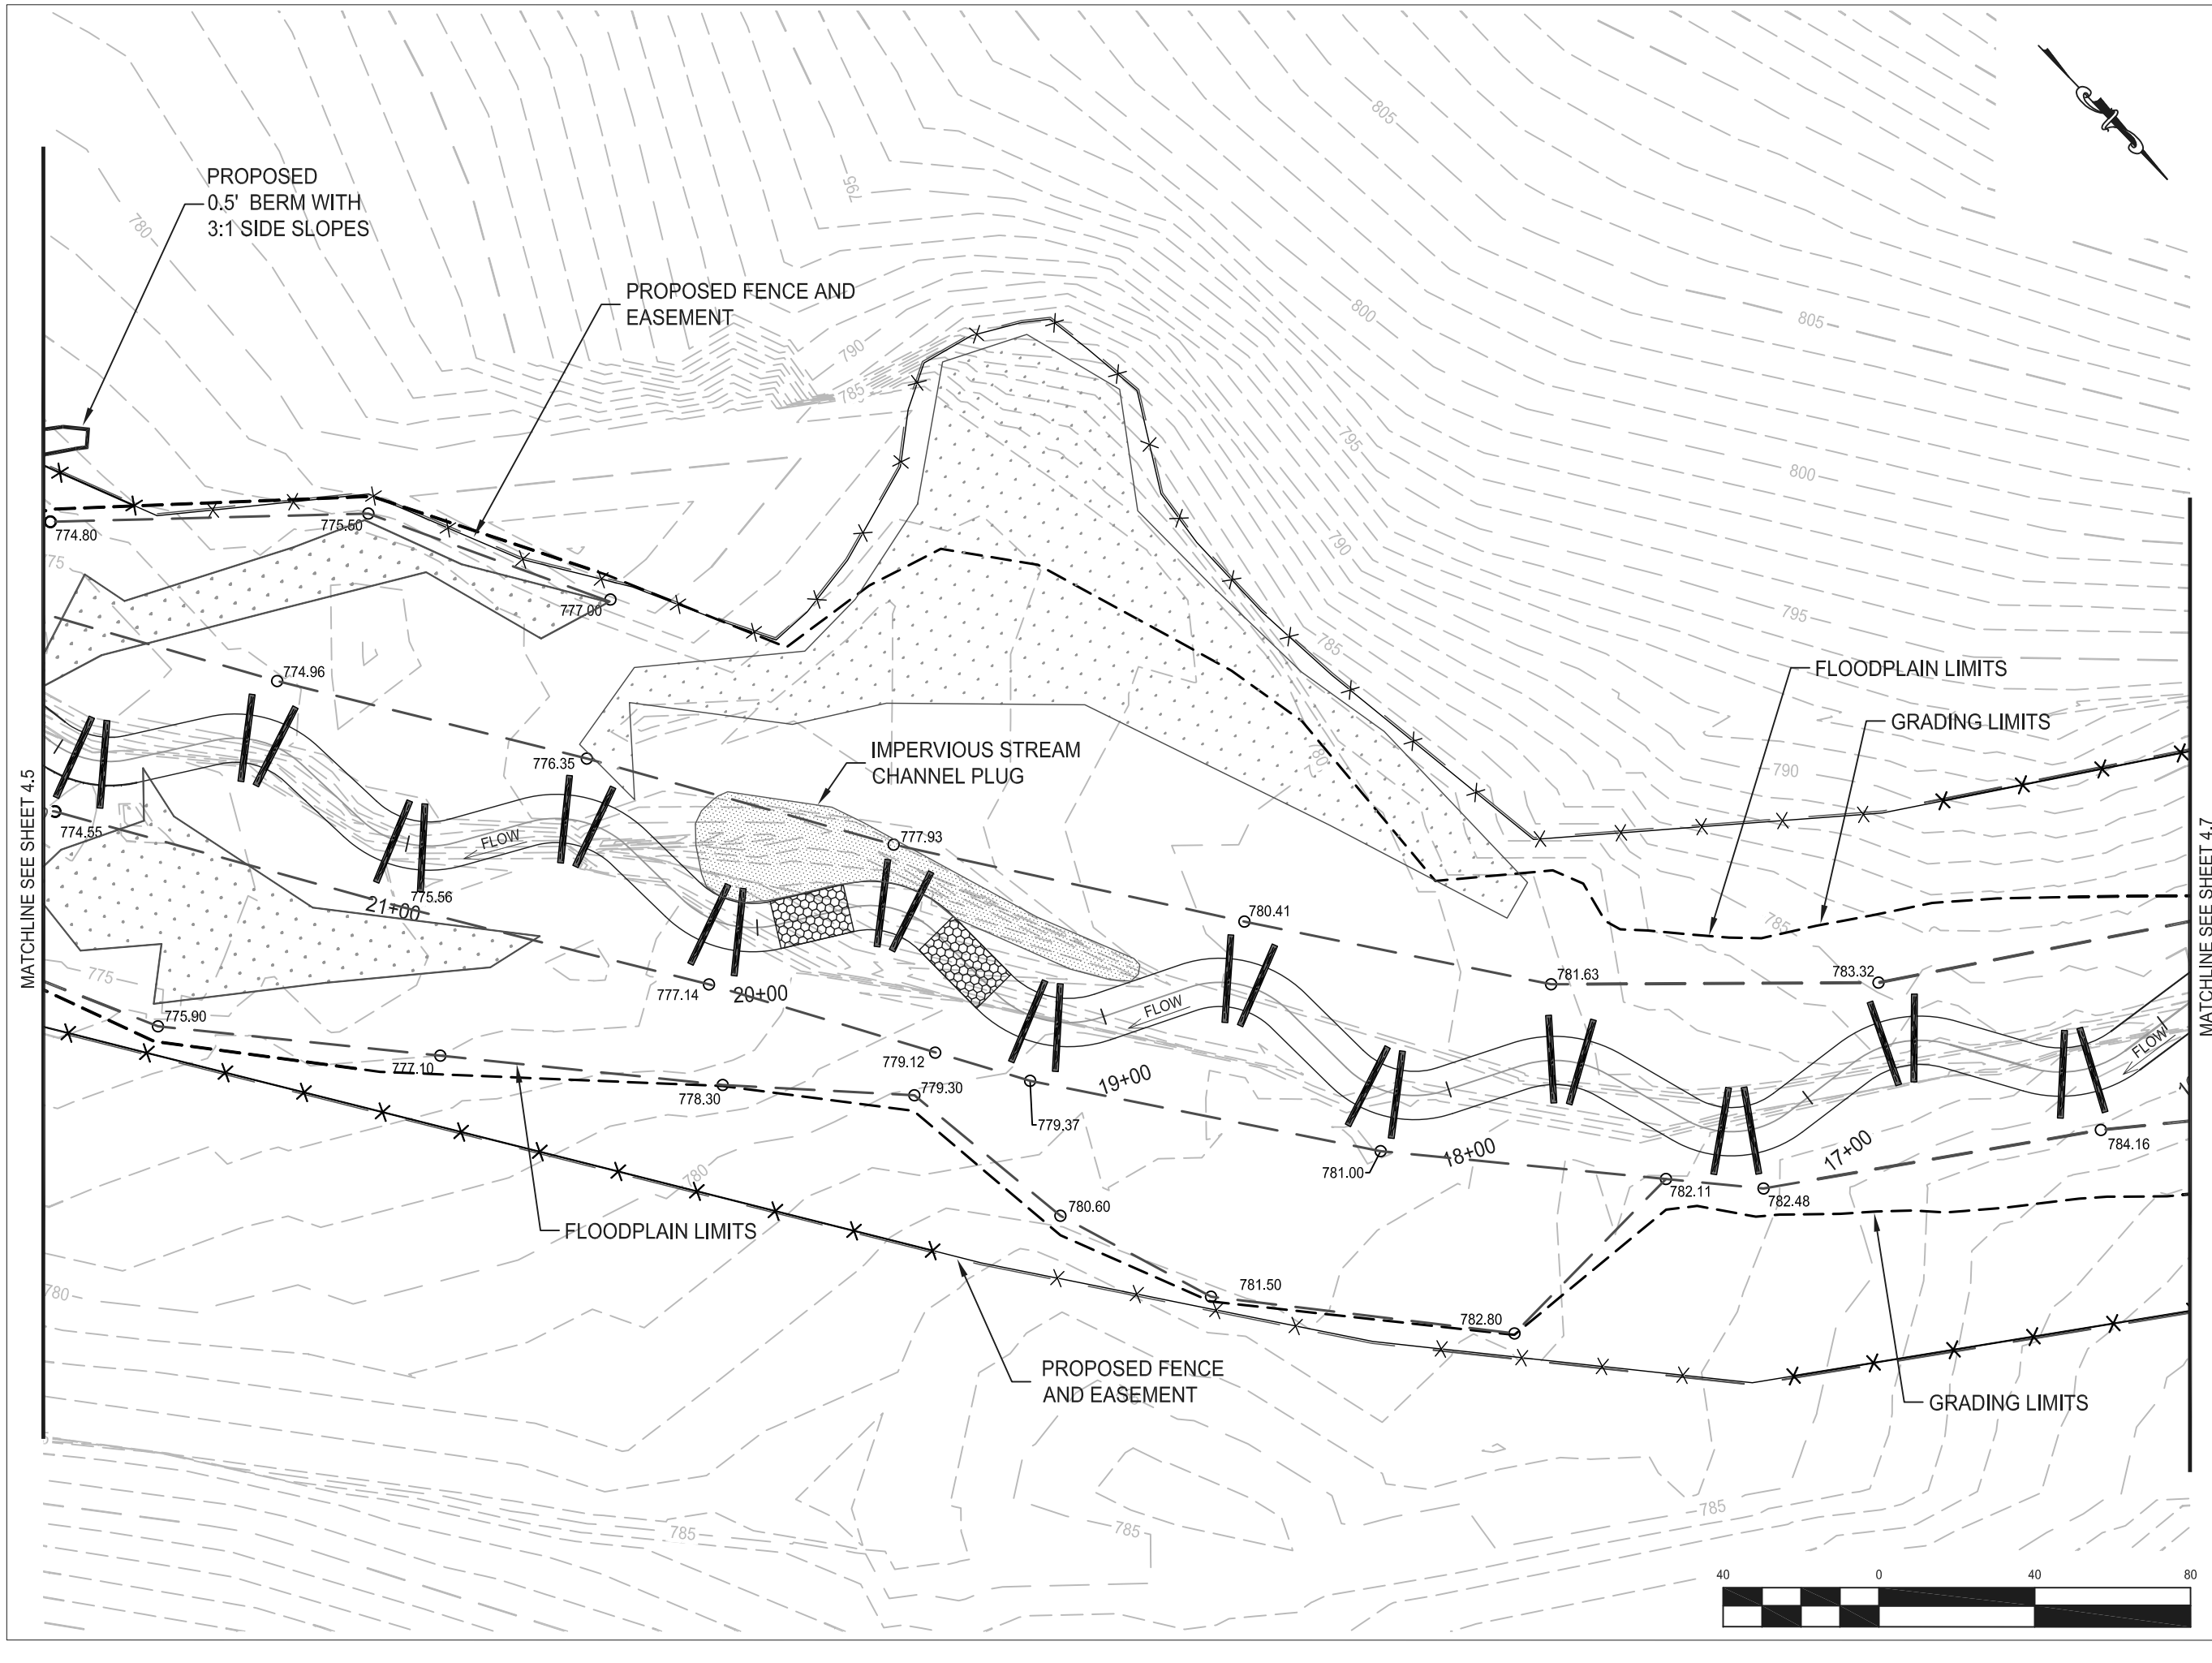 805
795
PROPOSED
0.5' BERM WITH
3:1 SIDE SLOPES
780
PROPOSED FENCE AND
EASEMENT
800
805
790
785
795
800
774.80
775.50
790
775
777.00
795
785
FLOODPLAIN LIMITS
774.96
GRADING LIMITS
IMPERVIOUS STREAM
CHANNEL PLUG
776.35
780
790
MATCHLINE SEE SHEET 4.5
774.55
FLOW
777.93
MATCHLINE SEE SHEET 4.7
775.56
21+00
780.41
785
775
781.63
783.32
777.14
20+00
FLOW
775.90
FLOW
777.10
779.12
779.30
19+00
778.30
779.37
784.16
781.00
18+00
17+00
780
782.11
782.48
780.60
FLOODPLAIN LIMITS
781.50
780
782.80
PROPOSED FENCE
AND EASEMENT
GRADING LIMITS
785
785
785
40 0 40 80